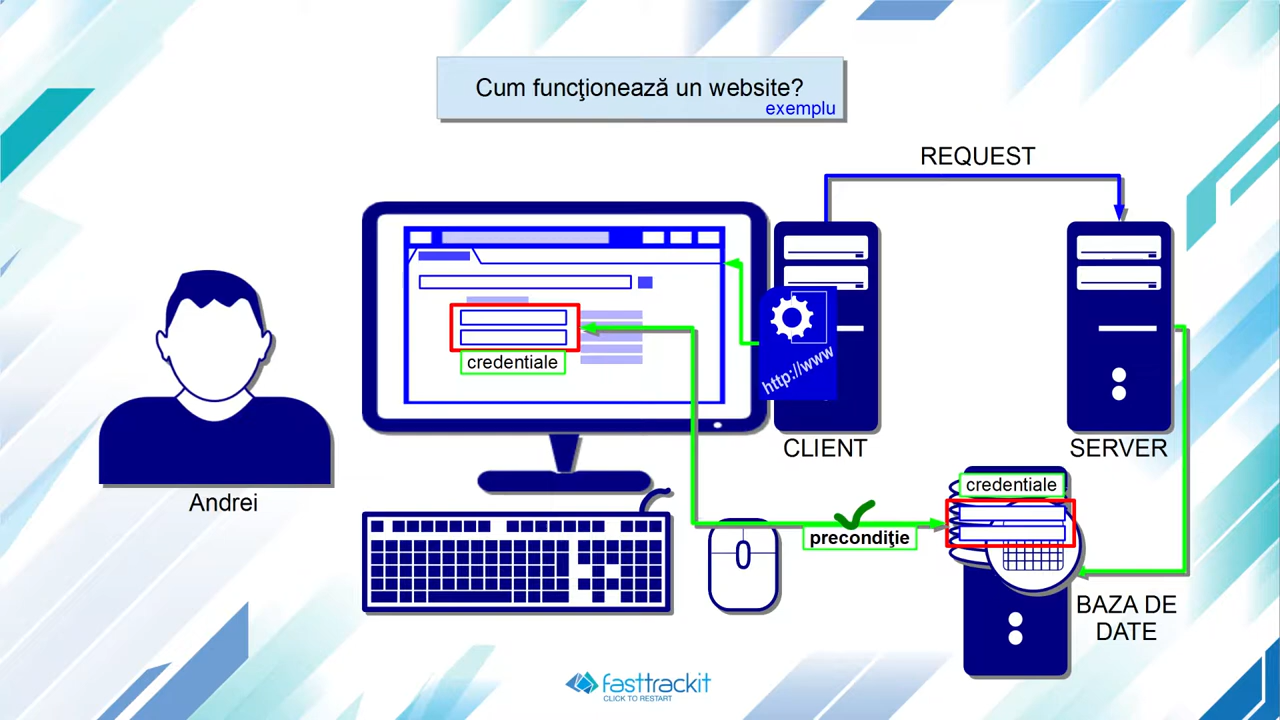 Cum funcţionează un website?
exemplu
REQUEST
credentiale
http://www
CLIENT
SERVER
credentiale
Andrei
precondiţie
BAZA DE
DATE
fasttrackit
CLICK TO RESTART